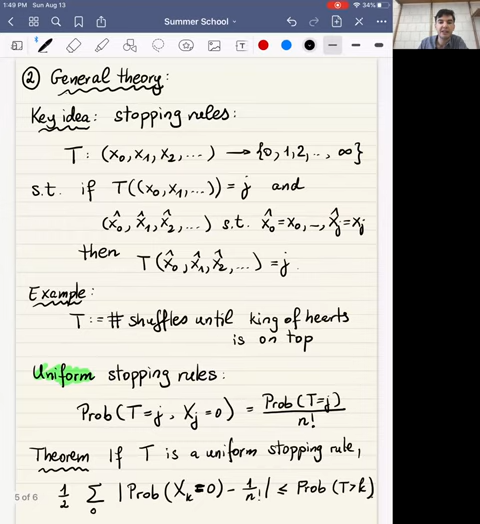 1:49 PM Sun Aug 13
34%
Summer School
② General theory:
Key idea: stopping rules:
T: (x₀, x₁, x₂, ...) → {0, 1, 2, .., ∞}
s.t. if T((x₀, x₁, ...)) = j and
(x̂₀, x̂₁, x̂₂, ...) s.t. x̂₀ = x₀, –, x̂ⱼ = xⱼ
then T(x̂₀, x̂₁, x̂₂, ...) = j.
Example:
T := # shuffles until king of hearts
is on top
Uniform stopping rules:
Prob(T=j, Xⱼ=σ) = Prob(T=j) / n!
Theorem If T is a uniform stopping rule,
½ ∑_σ |Prob(Xₖ=σ) − 1/n!| ≤ Prob(T>k)
5 of 6